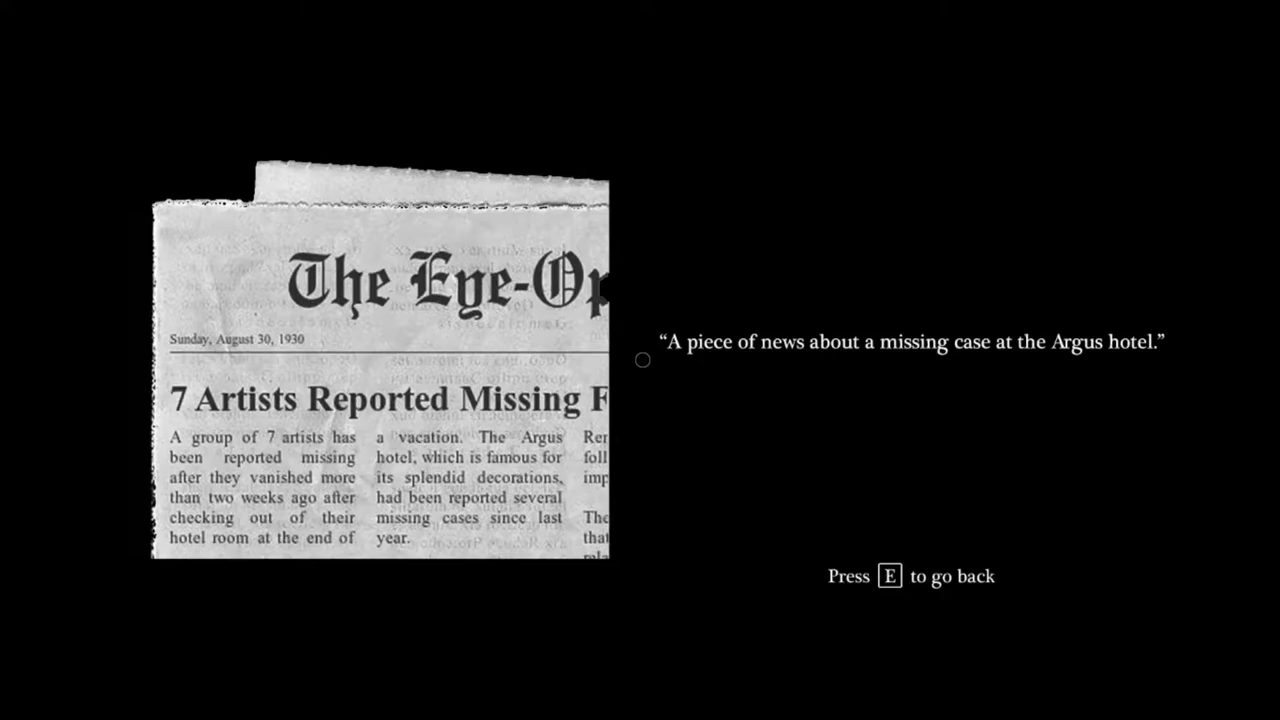 The Eye-Op
Sunday, August 30, 1930
7 Artists Reported Missing F
A group of 7 artists has
been reported missing
after they vanished more
than two weeks ago after
checking out of their
hotel room at the end of
a vacation. The Argus
hotel, which is famous for
its splendid decorations,
had been reported several
missing cases since last
year.
Rer
foll
imp
The
that
“A piece of news about a missing case at the Argus hotel.”
Press E to go back